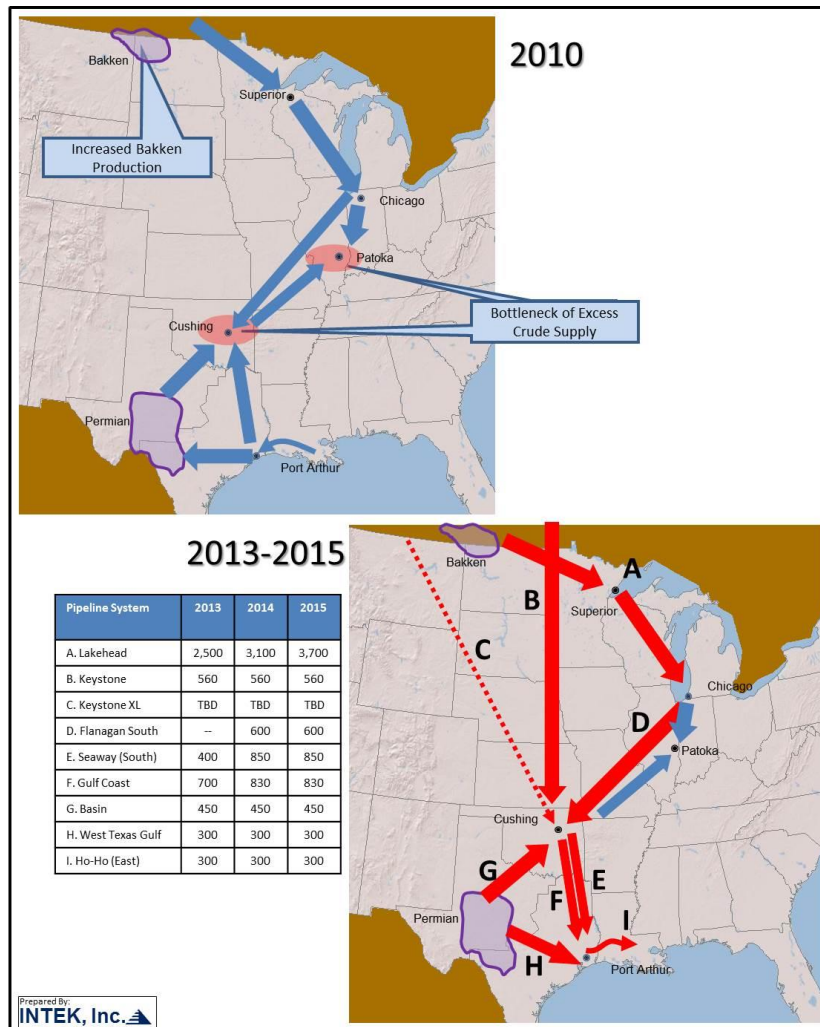 2010
Bakken
Superior
Increased Bakken
Production
Chicago
Patoka
Bottleneck of Excess
Crude Supply
Cushing
Permian
Port Arthur
2013-2015
Pipeline System 2013 2014 2015
A. Lakehead 2,500 3,100 3,700
B. Keystone 560 560 560
C. Keystone XL TBD TBD TBD
D. Flanagan South -- 600 600
E. Seaway (South) 400 850 850
F. Gulf Coast 700 830 830
G. Basin 450 450 450
H. West Texas Gulf 300 300 300
I. Ho-Ho (East) 300 300 300
Bakken
A
Superior
B
C
Chicago
D
Patoka
Cushing
G
E
F
Permian
I
H
Port Arthur
Prepared By:
INTEK, Inc.